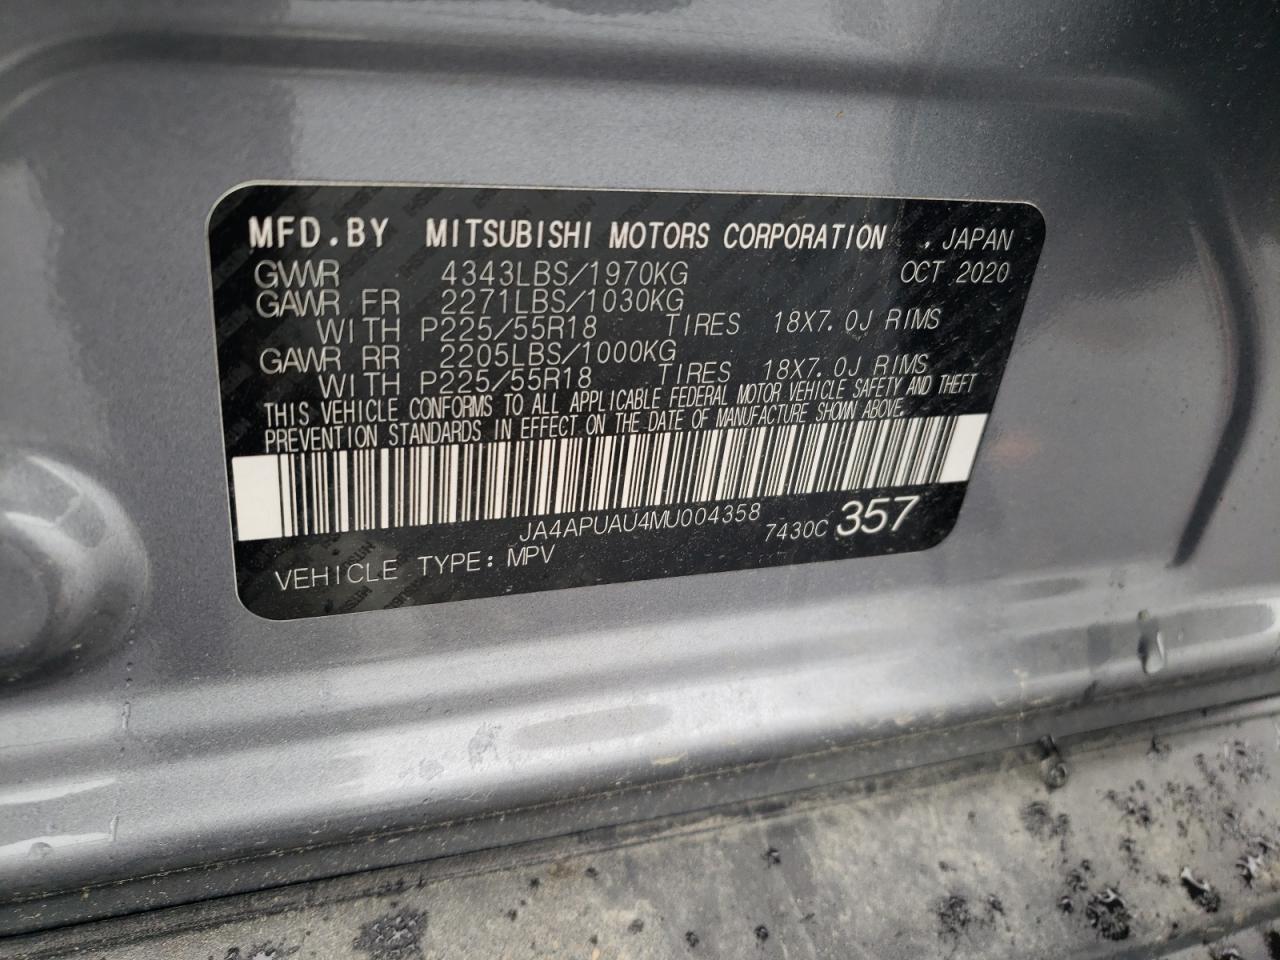 MFD.BY MITSUBISHI MOTORS CORPORATION , JAPAN
GVWR 4343LBS/1970KG OCT 2020
GAWR FR 2271LBS/1030KG
WITH P225/55R18 TIRES 18X7.0J RIMS
GAWR RR 2205LBS/1000KG
WITH P225/55R18 TIRES 18X7.0J RIMS
THIS VEHICLE CONFORMS TO ALL APPLICABLE FEDERAL MOTOR VEHICLE SAFETY AND THEFT
PREVENTION STANDARDS IN EFFECT ON THE DATE OF MANUFACTURE SHOWN ABOVE.
JA4APUAU4MU004358
7430C 357
VEHICLE TYPE: MPV